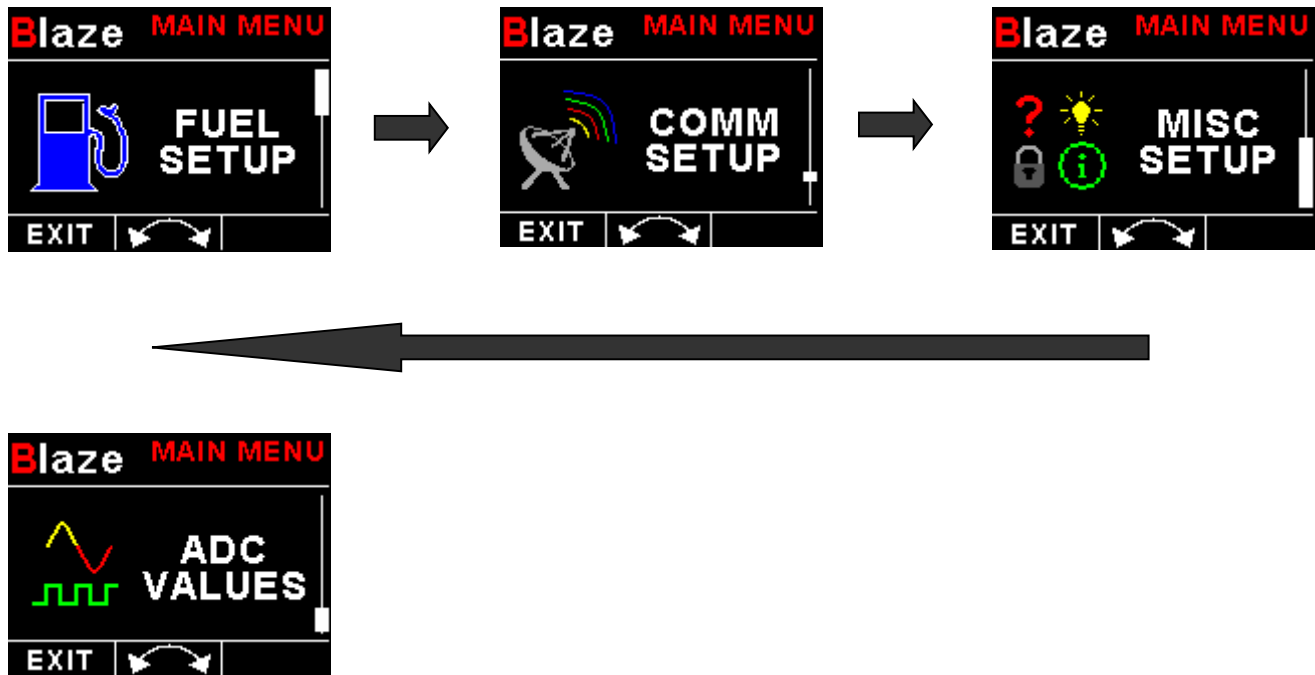 Blaze MAIN MENU
FUEL
SETUP
EXIT
Blaze MAIN MENU
COMM
SETUP
EXIT
Blaze MAIN MENU
?
i
MISC
SETUP
EXIT
Blaze MAIN MENU
ADC
VALUES
EXIT